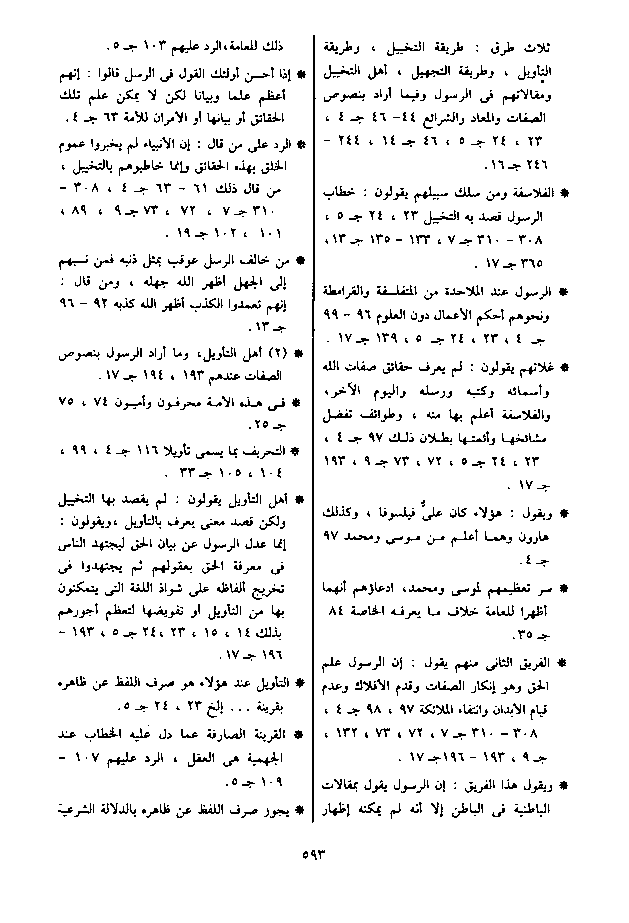 ثلاث طرق : طريقة التخييل ، وطريقة
التأويل ، وطريقة التجهيل ، أهل التخييل
ومقالاتهم فى الرسول وفيما أراد بنصوص
الصفات والمعاد والشرائع ٤٤- ٤٦ جـ ٤ ،
٢٣ ، ٢٤ جـ ٥ ، ٤٦ جـ ١٤ ، ٢٤٤ –
٢٤٦ جـ ١٦.
* الفلاسفة ومن سلك سبيلهم يقولون : خطاب
الرسول قصد به التخييل ٢٣ ، ٢٤ جـ ٥ ،
٣٠٨ – ٣١٠ جـ ٧ ، ١٣٣ – ١٣٥ جـ ١٣ ،
٣٦٥ جـ ١٧ .
* الرسول عند الملاحدة من المتفلسفة والقرامطة
ونحوهم أحكم الأعمال دون العلوم ٩٦ – ٩٩
جـ ٤ ، ٢٣ ، ٢٤ جـ ٥ ، ١٣٩ جـ ١٧ .
* غلاتهم يقولون : لم يعرف حقائق صفات الله
وأسمائه وكتبه ورسله واليوم الآخر،
والفلاسفة أعلم بها منه ، وطوائف تفضل
مشائخها وأئمتها بطلان ذلك ٩٧ جـ ٤ ،
٢٣ ، ٢٤ جـ ٥ ، ٧٢ ، ٧٣ جـ ٩ ، ١٩٣
جـ ١٧ .
* ويقول : هؤلاء كان علىٌّ فيلسوفا ، وكذلك
هارون وهما أعلم من موسى ومحمد ٩٧
جـ ٤.
* سر تعظيمهم لموسى ومحمد، ادعاؤهم أنهما
أظهرا للعامة خلاف ما يعرفه الخاصة ٨٤
جـ ٣٥.
* الفريق الثانى منهم يقول : إن الرسول علم
الحق وهو إنكار الصفات وقدم الأفلاك وعدم
قيام الأبدان وانتفاء الملائكة ٩٧ ، ٩٨ جـ ٤ ،
٣٠٨ – ٣١٠ جـ ٧ ، ٧٢ ، ٧٣ ، ١٣٢ ،
جـ ٩ ، ١٩٣ – ١٩٦جـ ١٧ .
* ويقول هذا الفريق : إن الرسول يقول بمقالات
الباطنية فى الباطن إلا أنه لم يمكنه إظهار
ذلك للعامة، الرد عليهم ١٠٣ جـ ٥.
* إذا أحسن أولئك القول فى الرسل قالوا : إنهم
أعظم علما وبيانا لكن لا يمكن علم تلك
الحقائق أو بيانها أو الأمران للأمة ٦٣ جـ ٤.
* الرد على من قال : إن الأنبياء لم يخبروا عموم
الخلق بهذه الحقائق وإنما خاطبوهم بالتخييل ،
من قال ذلك ٦١ – ٦٣ جـ ٤ ، ٣٠٨ –
٣١٠ جـ ٧ ، ٧٢ ، ٧٣ جـ ٩ ، ٨٩ ،
١٠١ ، ١٠٢ جـ ١٩ .
* من خالف الرسل عوقب بمثل ذنبه فمن نسبهم
إلى الجهل أظهر الله جهله ، ومن قال :
إنهم تعمدوا الكذب أظهر الله كذبه ٩٢ – ٩٦
جـ ١٣.
* (٢) أهل التأويل، وما أراد الرسول بنصوص
الصفات عندهم ١٩٣ ، ١٩٤ جـ ١٧.
* فى هذه الأمة محرفون وأميون ٧٤ ، ٧٥
جـ ٢٥.
* التحريف بما يسمى تأويلا ١١٦ جـ ٤ ، ٩٩ ،
١٠٤ ، ١٠٥ جـ ٣٣ .
* أهل التأويل يقولون : لم يقصد بها التخييل
ولكن قصد معنى يعرف بالتأويل ،ويقولون :
إنما عدل الرسول عن بيان الحق ليجتهد الناس
فى معرفة الحق بعقولهم ثم يجتهدوا فى
تخريج ألفاظه على شواذ اللغة التى يتمكنون
بها من التأويل أو تفويضها لتعظم أجورهم
بذلك ١٤ ، ١٥ ، ٢٣ ، ٢٤ جـ ٥ ، ١٩٣ –
١٩٦ جـ ١٧.
* التأويل عند هؤلاء هو صرف اللفظ عن ظاهره
بقرينة ... إلخ ٢٣ ، ٢٤ جـ ٥.
* القرينة الصارفة عما دل عليه الخطاب عند
الجهمية هى العقل ، الرد عليهم ١٠٧ –
١٠٩ جـ ٥.
* يجوز صرف اللفظ عن ظاهره بالدلالة الشرعية
٥٩٣